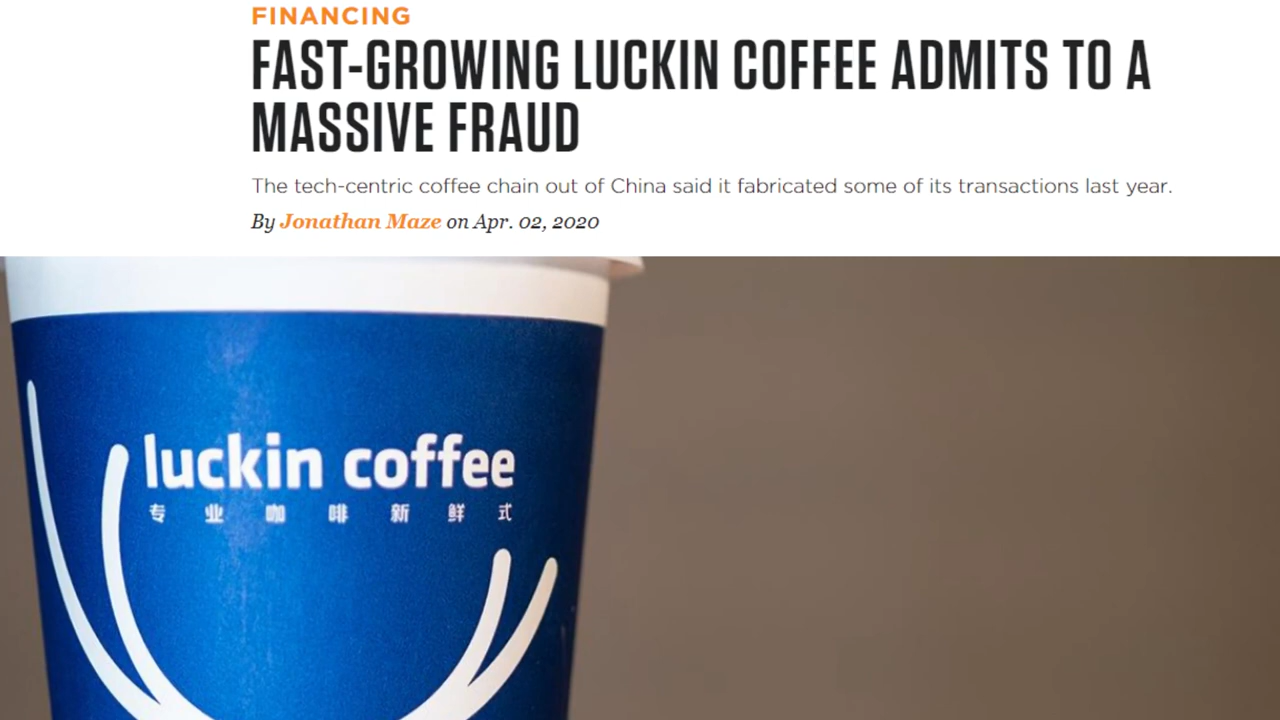 FINANCING
FAST-GROWING LUCKIN COFFEE ADMITS TO A
MASSIVE FRAUD
The tech-centric coffee chain out of China said it fabricated some of its transactions last year.
By Jonathan Maze on Apr. 02, 2020
luckin coffee
专业咖啡新鲜式